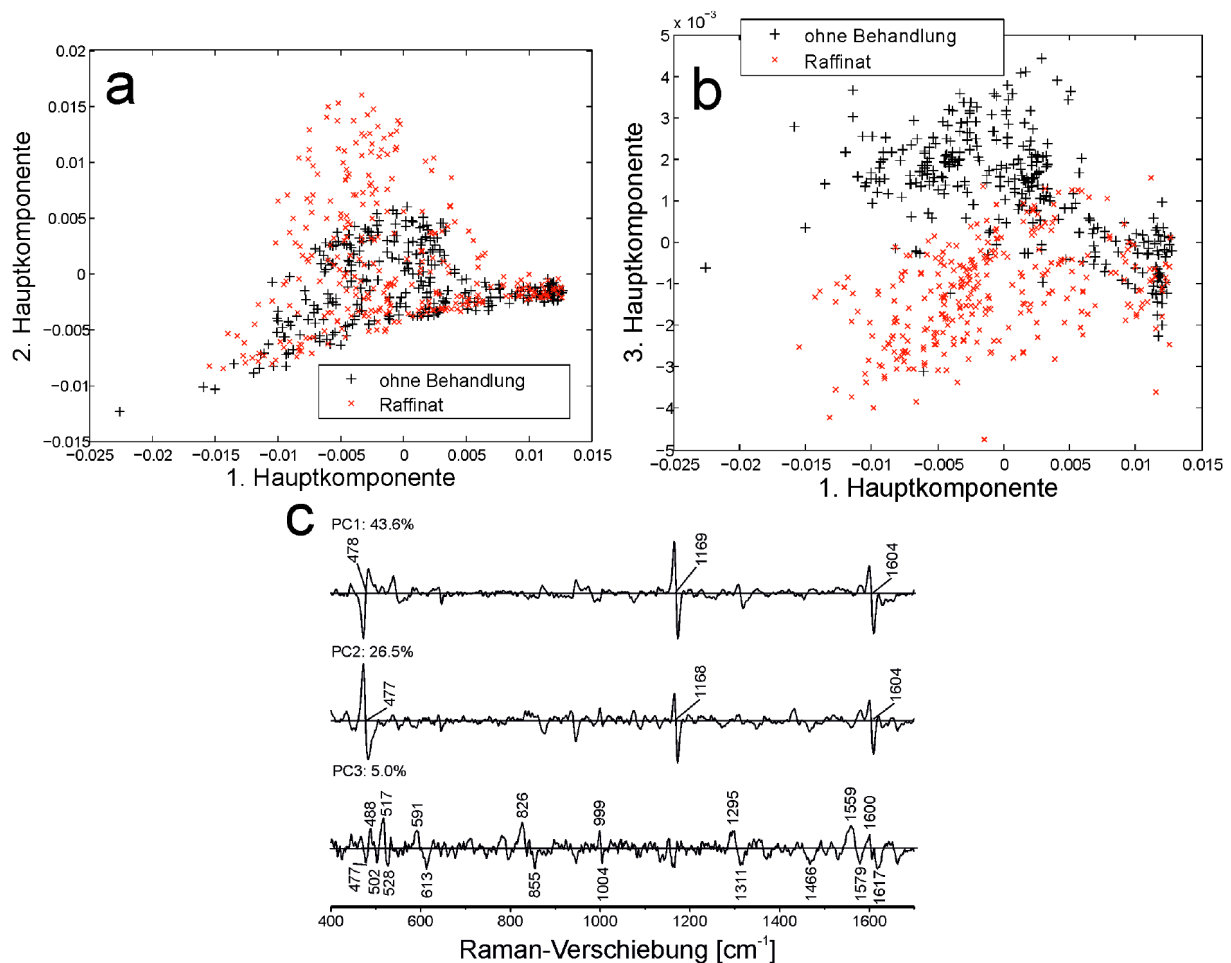 a
0.02
0.015
0.01
0.005
0
−0.005
−0.01
−0.015
2. Hauptkomponente
ohne Behandlung
Raffinat
−0.025 −0.02 −0.015 −0.01 −0.005 0 0.005 0.01 0.015
1. Hauptkomponente
b
x 10⁻³
5
4
3
2
1
0
−1
−2
−3
−4
−5
3. Hauptkomponente
ohne Behandlung
Raffinat
−0.025 −0.02 −0.015 −0.01 −0.005 0 0.005 0.01 0.015
1. Hauptkomponente
c
PC1: 43.6%
478 1169 1604
PC2: 26.5%
477 1168 1604
PC3: 5.0%
488 517 591 826 999 1295 1559 1600
477 502 528 613 855 1004 1311 1466 1579 1617
400 600 800 1000 1200 1400 1600
Raman-Verschiebung [cm⁻¹]